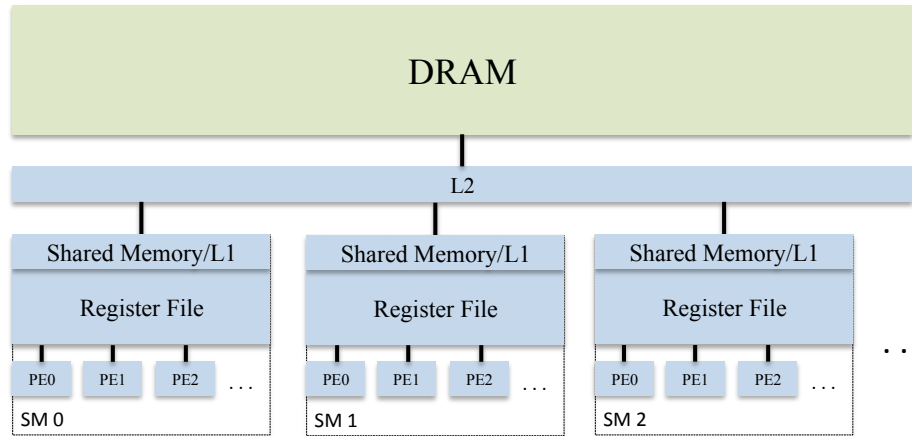 DRAM
L2
Shared Memory/L1 Shared Memory/L1 Shared Memory/L1
Register File Register File Register File
. .
PE0 PE1 PE2 . . . PE0 PE1 PE2 . . . PE0 PE1 PE2 . . .
SM 0 SM 1 SM 2